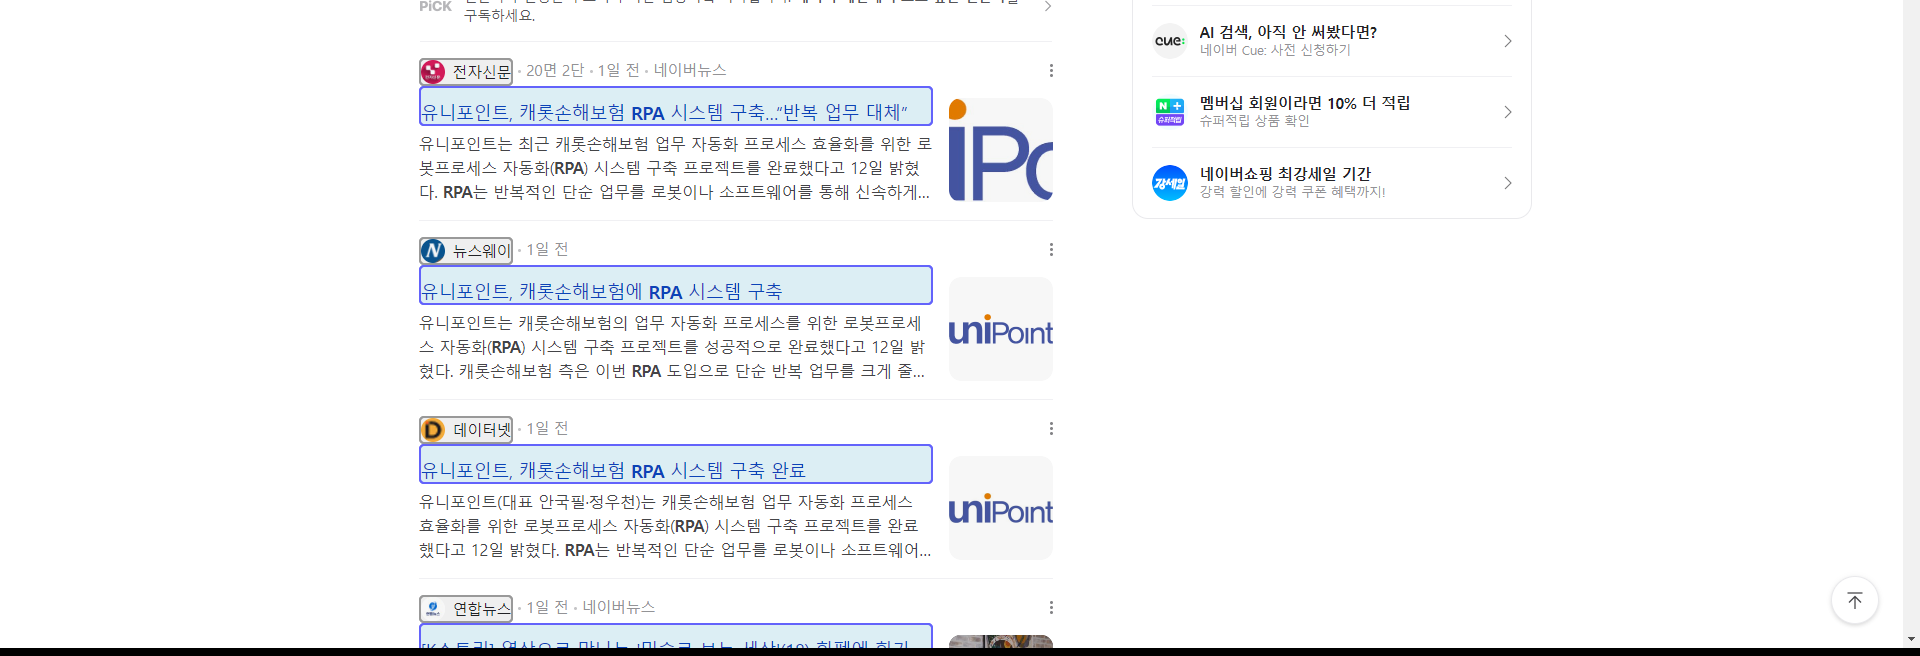 PiCK
구독하세요.
전자신문 · 20면 2단 · 1일 전 · 네이버뉴스
유니포인트, 캐롯손해보험 RPA 시스템 구축…“반복 업무 대체”
유니포인트는 최근 캐롯손해보험 업무 자동화 프로세스 효율화를 위한 로
봇프로세스 자동화(RPA) 시스템 구축 프로젝트를 완료했다고 12일 밝혔
다. RPA는 반복적인 단순 업무를 로봇이나 소프트웨어를 통해 신속하게...
iPo
뉴스웨이 · 1일 전
유니포인트, 캐롯손해보험에 RPA 시스템 구축
유니포인트는 캐롯손해보험의 업무 자동화 프로세스를 위한 로봇프로세
스 자동화(RPA) 시스템 구축 프로젝트를 성공적으로 완료했다고 12일 밝
혔다. 캐롯손해보험 측은 이번 RPA 도입으로 단순 반복 업무를 크게 줄...
uniPoint
데이터넷 · 1일 전
유니포인트, 캐롯손해보험 RPA 시스템 구축 완료
유니포인트(대표 안국필·정우천)는 캐롯손해보험 업무 자동화 프로세스
효율화를 위한 로봇프로세스 자동화(RPA) 시스템 구축 프로젝트를 완료
했다고 12일 밝혔다. RPA는 반복적인 단순 업무를 로봇이나 소프트웨어...
uniPoint
연합뉴스 · 1일 전 · 네이버뉴스
cue:
AI 검색, 아직 안 써봤다면?
네이버 Cue: 사전 신청하기
N +
슈퍼적립
멤버십 회원이라면 10% 더 적립
슈퍼적립 상품 확인
강세일
네이버쇼핑 최강세일 기간
강력 할인에 강력 쿠폰 혜택까지!